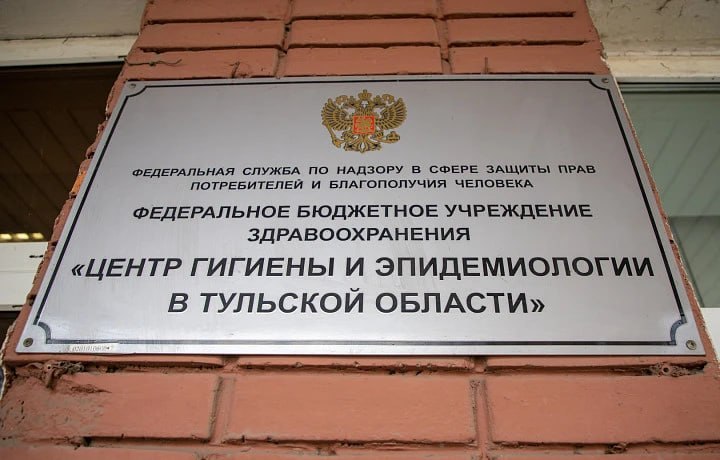 ФЕДЕРАЛЬНАЯ СЛУЖБА ПО НАДЗОРУ В СФЕРЕ ЗАЩИТЫ ПРАВ
ПОТРЕБИТЕЛЕЙ И БЛАГОПОЛУЧИЯ ЧЕЛОВЕКА
ФЕДЕРАЛЬНОЕ БЮДЖЕТНОЕ УЧРЕЖДЕНИЕ
ЗДРАВООХРАНЕНИЯ
«ЦЕНТР ГИГИЕНЫ И ЭПИДЕМИОЛОГИИ
В ТУЛЬСКОЙ ОБЛАСТИ»